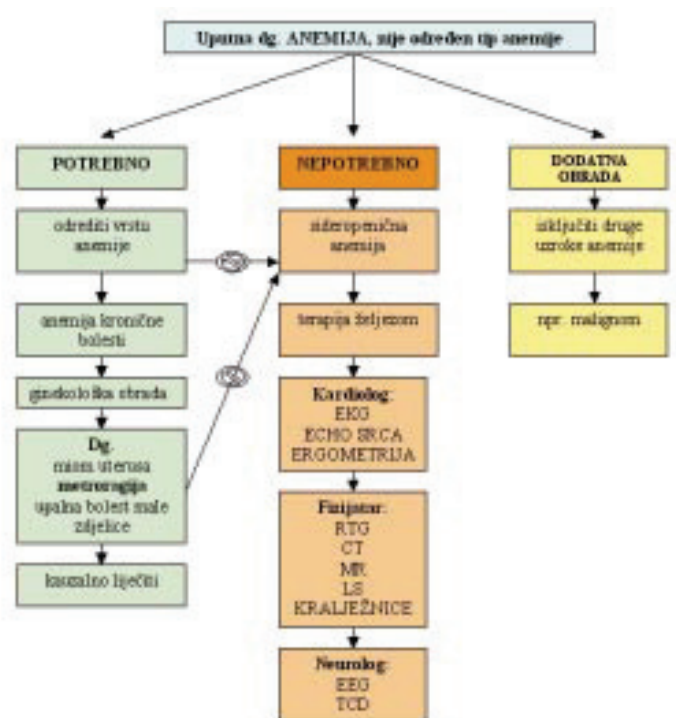 Uputna dg. ANEMIJA, nije određen tip anemije
POTREBNO
odrediti vrstu
anemije
anemija kronične
bolesti
ginekološka obrada
Dg.
miom uterusa
metroragija
upalna bolest male
zdjelice
kauzalno liječiti
NEPOTREBNO
sideropenična
anemija
terapija željezom
Kardiolog:
EKG
ECHO SRCA
ERGOMETRIJA
Fizijatar:
RTG
CT
MR
LS
KRALJEŽNICE
Neurolog:
EEG
TCD
DODATNA
OBRADA
isključiti druge
uzroke anemije
npr. malignom